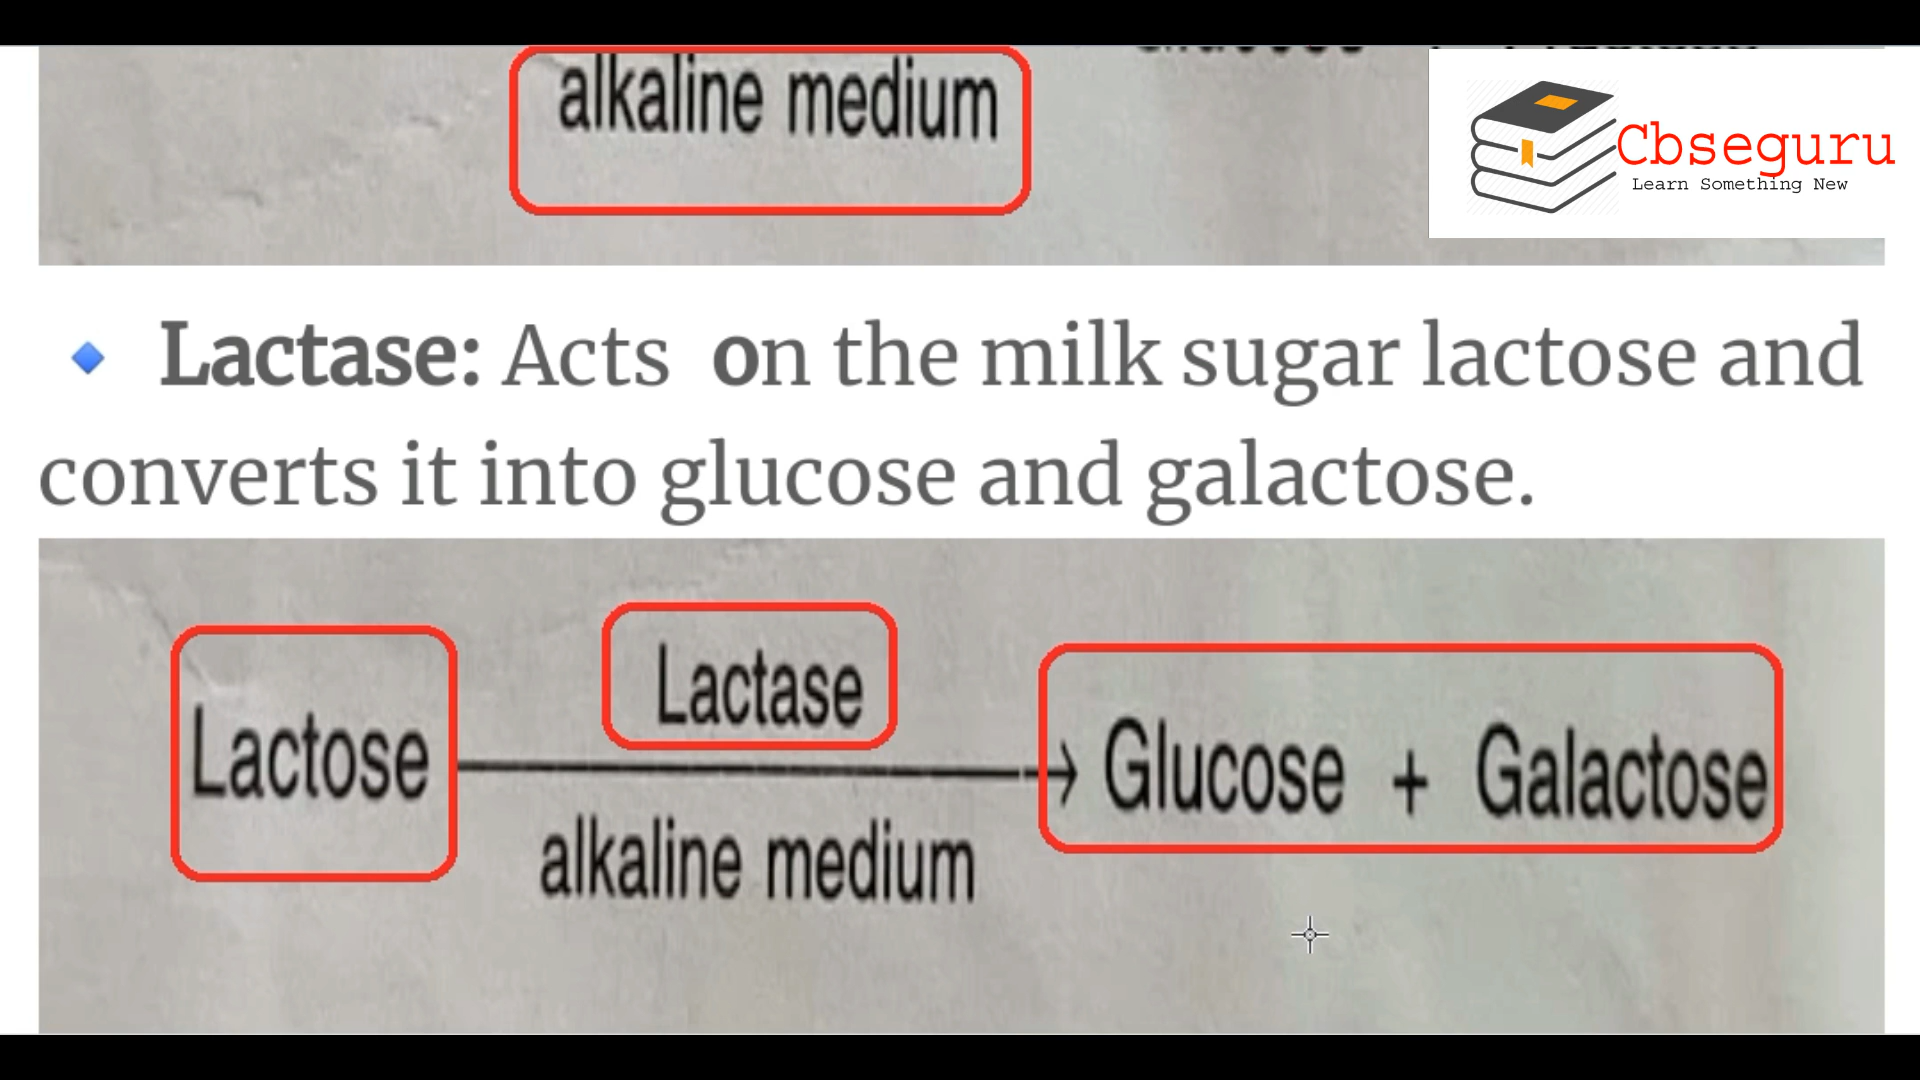 alkaline medium
Cbseguru
Learn Something New
Lactase: Acts on the milk sugar lactose and
converts it into glucose and galactose.
Lactase
Lactose → Glucose + Galactose
alkaline medium